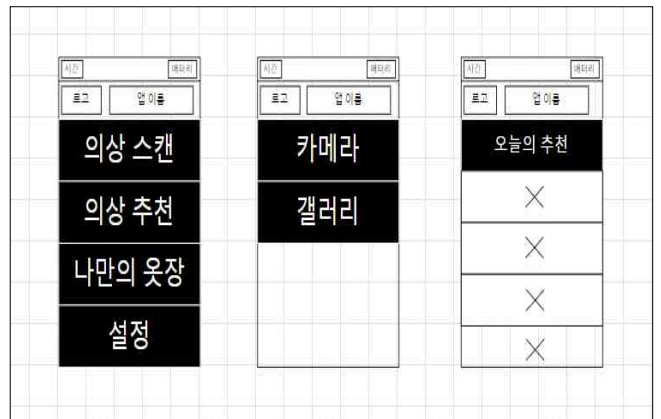 시간 배터리
로고 앱 이름
의상 스캔
의상 추천
나만의 옷장
설정
시간 배터리
로고 앱 이름
카메라
갤러리
시간 배터리
로고 앱 이름
오늘의 추천